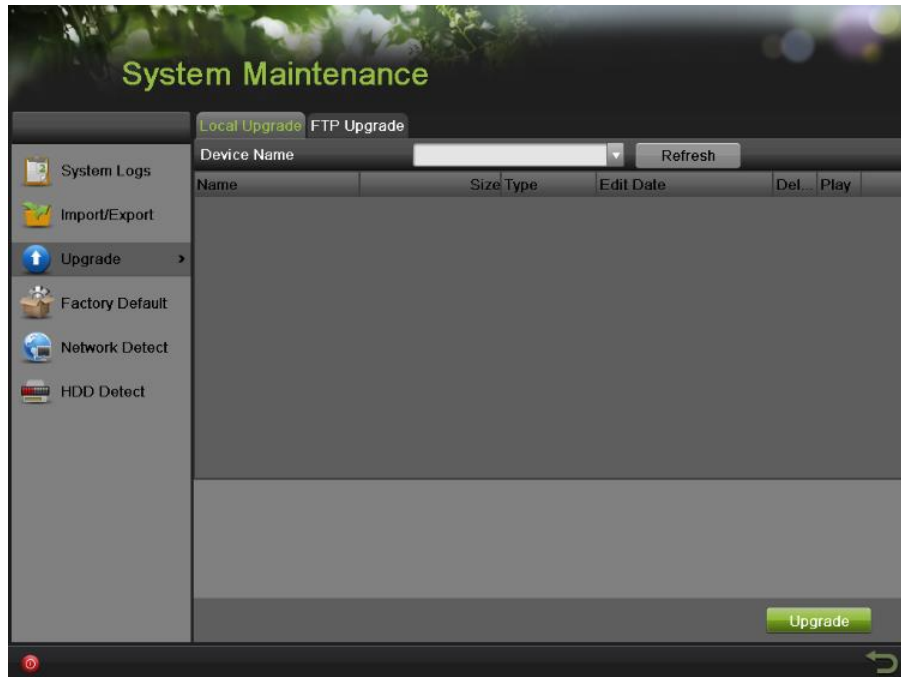 System Maintenance
Local Upgrade FTP Upgrade
Device Name Refresh
Name Size Type Edit Date Del... Play
System Logs
Import/Export
Upgrade >
Factory Default
Network Detect
HDD Detect
Upgrade